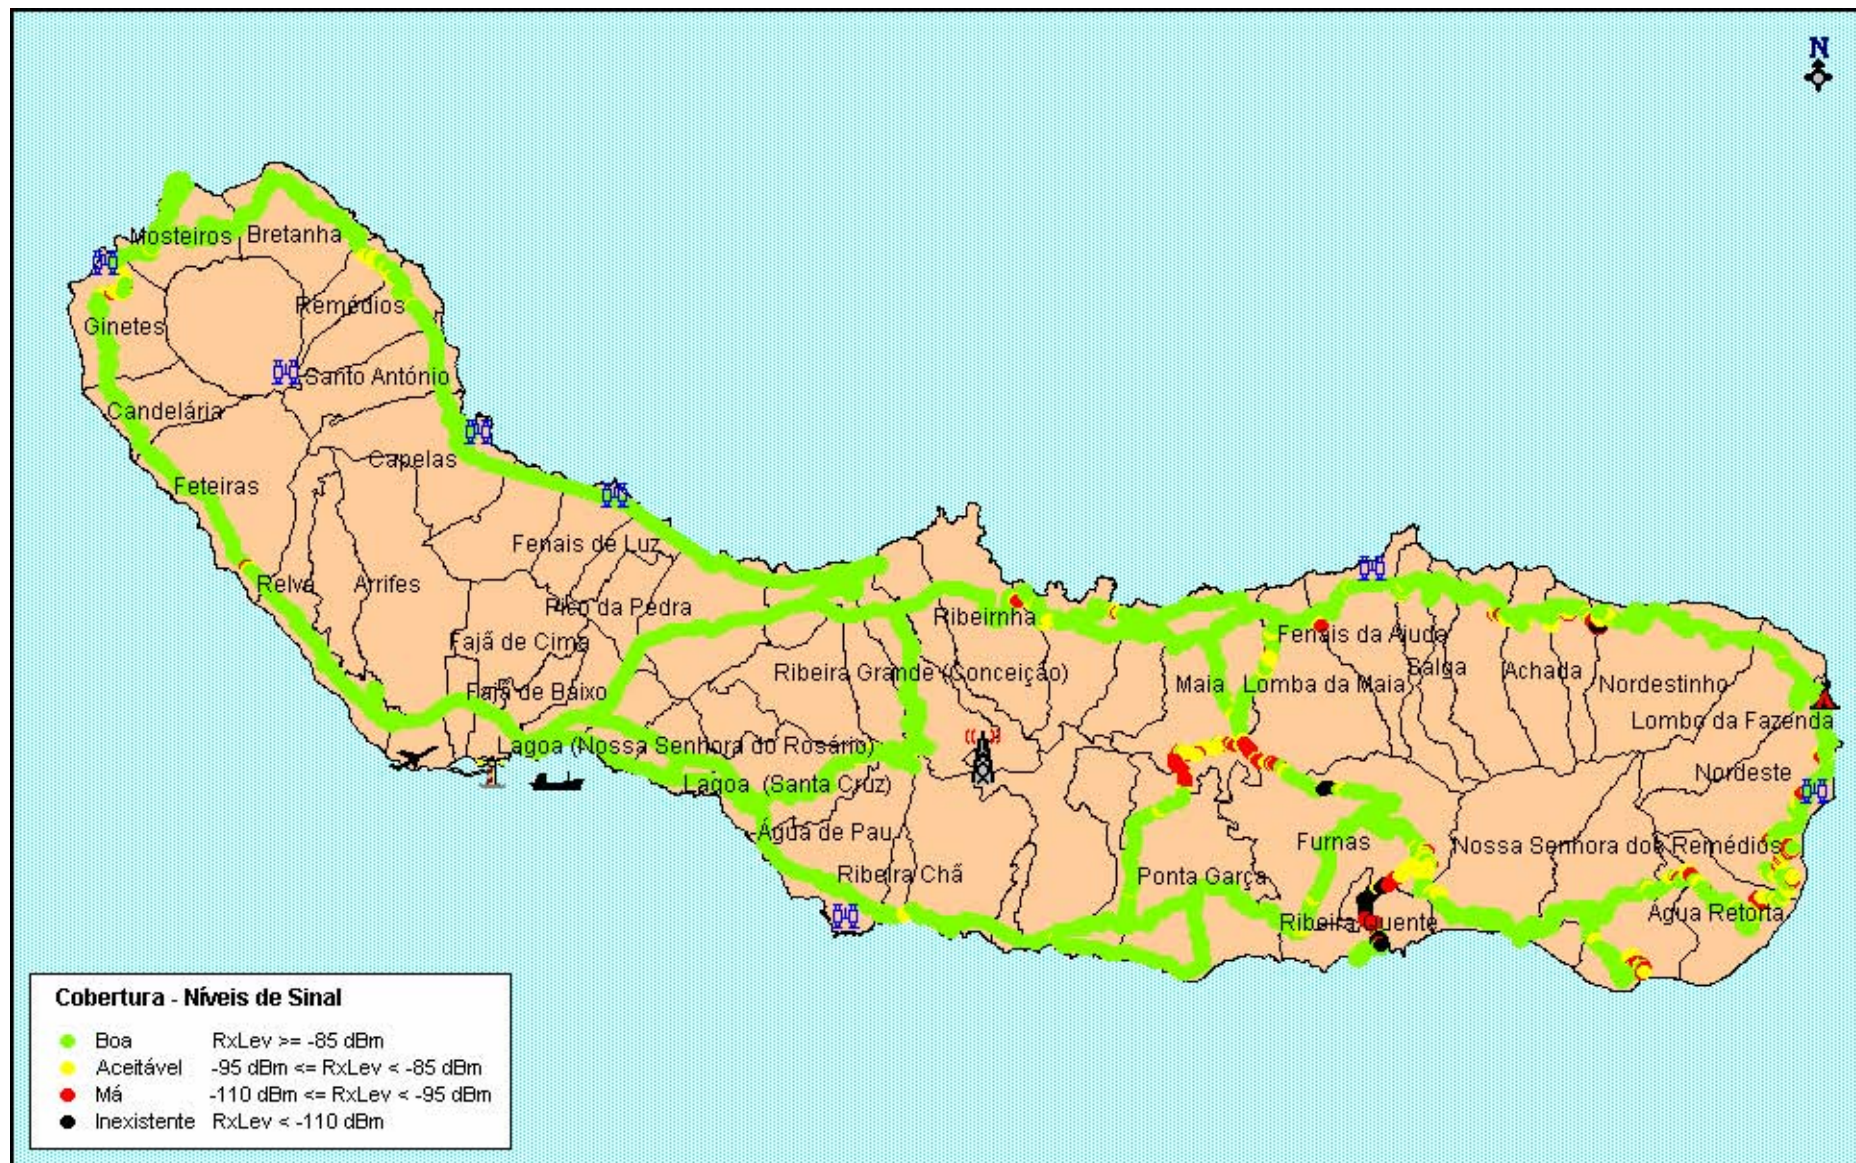 N
Mosteiros
Bretanha
Remédios
Ginetes
Santo António
Candelária
Capelas
Feteiras
Fenais de Luz
Relva
Arrifes
Pico da Pedra
Ribeirnha
Fajã de Cima
Fenais da Ajuda
Ribeira Grande (Conceição)
Salga
Achada
Maia
Lomba da Maia
Nordestinho
Fajã de Baixo
Lombo da Fazenda
Lagoa (Nossa Senhora do Rosário)
Nordeste
Lagoa (Santa Cruz)
Água de Pau
Furnas
Nossa Senhora dos Remédios
Ribeira Chã
Ponta Garça
Água Retorta
Ribeira Quente
Cobertura - Níveis de Sinal
Boa RxLev >= -85 dBm
Aceitável -95 dBm <= RxLev < -85 dBm
Má -110 dBm <= RxLev < -95 dBm
Inexistente RxLev < -110 dBm